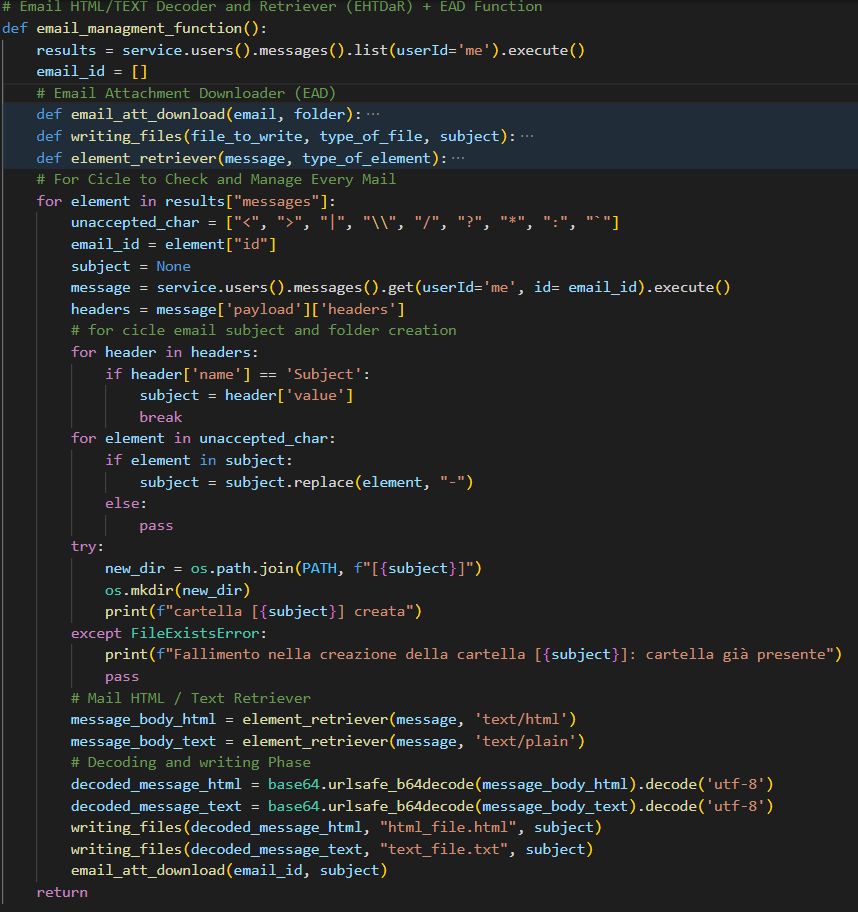 # Email HTML/TEXT Decoder and Retriever (EHTDaR) + EAD Function
def email_managment_function():
    results = service.users().messages().list(userId='me').execute()
    email_id = []
    # Email Attachment Downloader (EAD)
    def email_att_download(email, folder):···
    def writing_files(file_to_write, type_of_file, subject):···
    def element_retriever(message, type_of_element):···
    # For Cicle to Check and Manage Every Mail
    for element in results["messages"]:
        unaccepted_char = ["<", ">", "|", "\\", "/", "?", "*", ":", "`"]
        email_id = element["id"]
        subject = None
        message = service.users().messages().get(userId='me', id= email_id).execute()
        headers = message['payload']['headers']
        # for cicle email subject and folder creation
        for header in headers:
            if header['name'] == 'Subject':
                subject = header['value']
                break
        for element in unaccepted_char:
            if element in subject:
                subject = subject.replace(element, "-")
            else:
                pass
        try:
            new_dir = os.path.join(PATH, f"[{subject}]")
            os.mkdir(new_dir)
            print(f"cartella [{subject}] creata")
        except FileExistsError:
            print(f"Fallimento nella creazione della cartella [{subject}]: cartella già presente")
            pass
        # Mail HTML / Text Retriever
        message_body_html = element_retriever(message, 'text/html')
        message_body_text = element_retriever(message, 'text/plain')
        # Decoding and writing Phase
        decoded_message_html = base64.urlsafe_b64decode(message_body_html).decode('utf-8')
        decoded_message_text = base64.urlsafe_b64decode(message_body_text).decode('utf-8')
        writing_files(decoded_message_html, "html_file.html", subject)
        writing_files(decoded_message_text, "text_file.txt", subject)
        email_att_download(email_id, subject)
    return